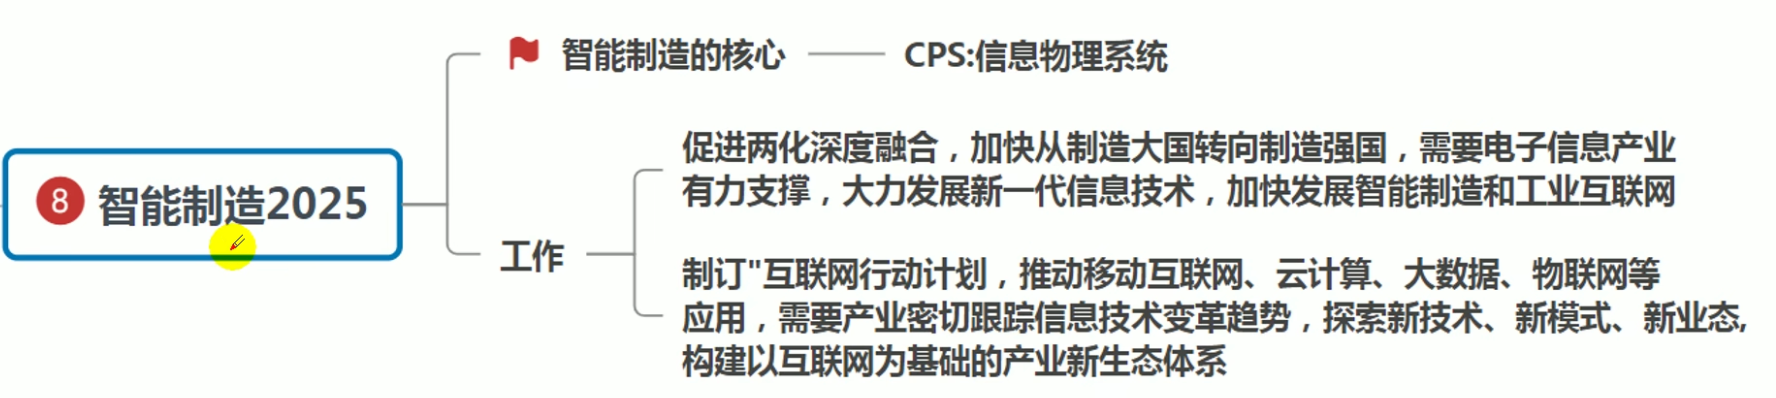 8 智能制造2025
智能制造的核心
CPS:信息物理系统
工作
促进两化深度融合，加快从制造大国转向制造强国，需要电子信息产业
有力支撑，大力发展新一代信息技术，加快发展智能制造和工业互联网
制订"互联网行动计划，推动移动互联网、云计算、大数据、物联网等
应用，需要产业密切跟踪信息技术变革趋势，探索新技术、新模式、新业态,
构建以互联网为基础的产业新生态体系